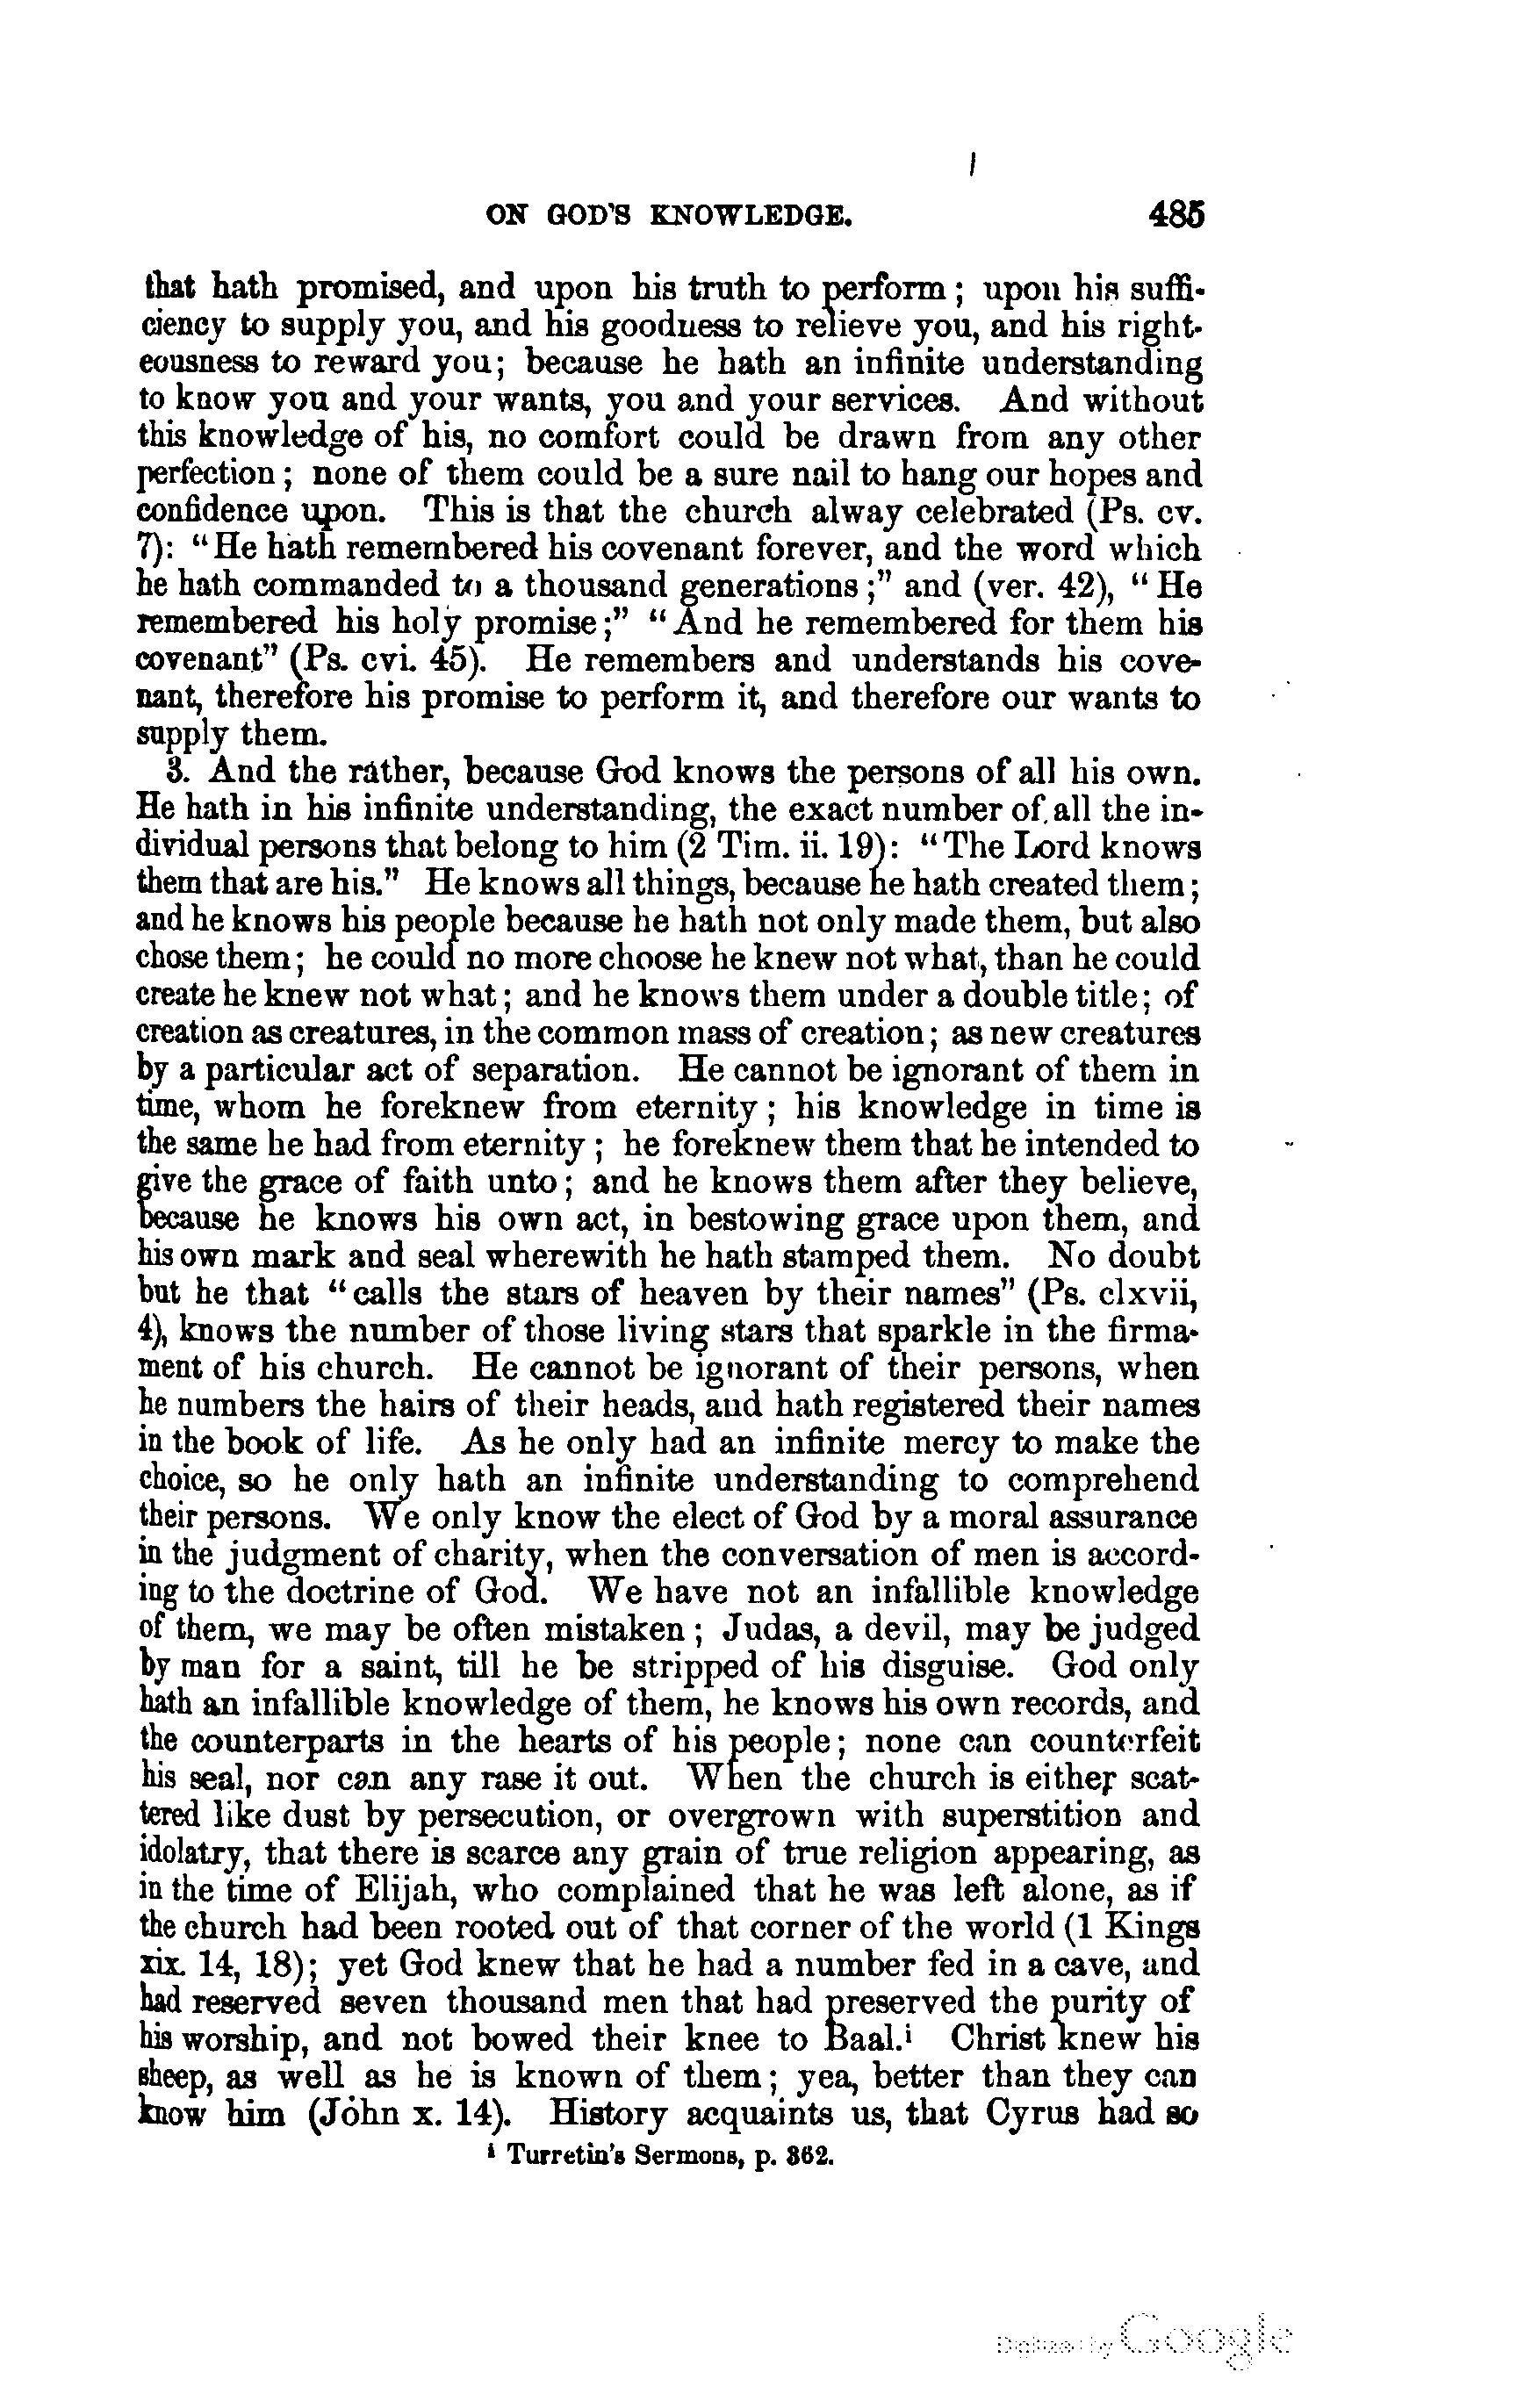 ON GOD'S KNOWLEDGE. 485
that hath promised, and upon his truth to perform; upon his suffi-
ciency to supply you, and his goodness to relieve you, and his right-
eousness to reward you; because he hath an infinite understanding
to know you and your wants, you and your services. And without
this knowledge of his, no comfort could be drawn from any other
perfection; none of them could be a sure nail to hang our hopes and
confidence upon. This is that the church alway celebrated (Ps. cv.
7): "He hath remembered his covenant forever, and the word which
he hath commanded to a thousand generations;" and (ver. 42), "He
remembered his holy promise;" "And he remembered for them his
covenant" (Ps. cvi. 45). He remembers and understands his cove-
nant, therefore his promise to perform it, and therefore our wants to
supply them.
3. And the rather, because God knows the persons of all his own.
He hath in his infinite understanding, the exact number of all the in-
dividual persons that belong to him (2 Tim. ii. 19): "The Lord knows
them that are his." He knows all things, because he hath created them;
and he knows his people because he hath not only made them, but also
chose them; he could no more choose he knew not what, than he could
create he knew not what; and he knows them under a double title; of
creation as creatures, in the common mass of creation; as new creatures
by a particular act of separation. He cannot be ignorant of them in
time, whom he foreknew from eternity; his knowledge in time is
the same he had from eternity; he foreknew them that he intended to
give the grace of faith unto; and he knows them after they believe,
because he knows his own act, in bestowing grace upon them, and
his own mark and seal wherewith he hath stamped them. No doubt
but he that "calls the stars of heaven by their names" (Ps. clxvii,
4), knows the number of those living stars that sparkle in the firma-
ment of his church. He cannot be ignorant of their persons, when
he numbers the hairs of their heads, and hath registered their names
in the book of life. As he only had an infinite mercy to make the
choice, so he only hath an infinite understanding to comprehend
their persons. We only know the elect of God by a moral assurance
in the judgment of charity, when the conversation of men is accord-
ing to the doctrine of God. We have not an infallible knowledge
of them, we may be often mistaken; Judas, a devil, may be judged
by man for a saint, till he be stripped of his disguise. God only
hath an infallible knowledge of them, he knows his own records, and
the counterparts in the hearts of his people; none can counterfeit
his seal, nor can any rase it out. When the church is either scat-
tered like dust by persecution, or overgrown with superstition and
idolatry, that there is scarce any grain of true religion appearing, as
in the time of Elijah, who complained that he was left alone, as if
the church had been rooted out of that corner of the world (1 Kings
xix. 14, 18); yet God knew that he had a number fed in a cave, and
had reserved seven thousand men that had preserved the purity of
his worship, and not bowed their knee to Baal.i Christ knew his
sheep, as well as he is known of them; yea, better than they can
know him (John x. 14). History acquaints us, that Cyrus had so
i Turretin's Sermons, p. 362.
Digitized by Google